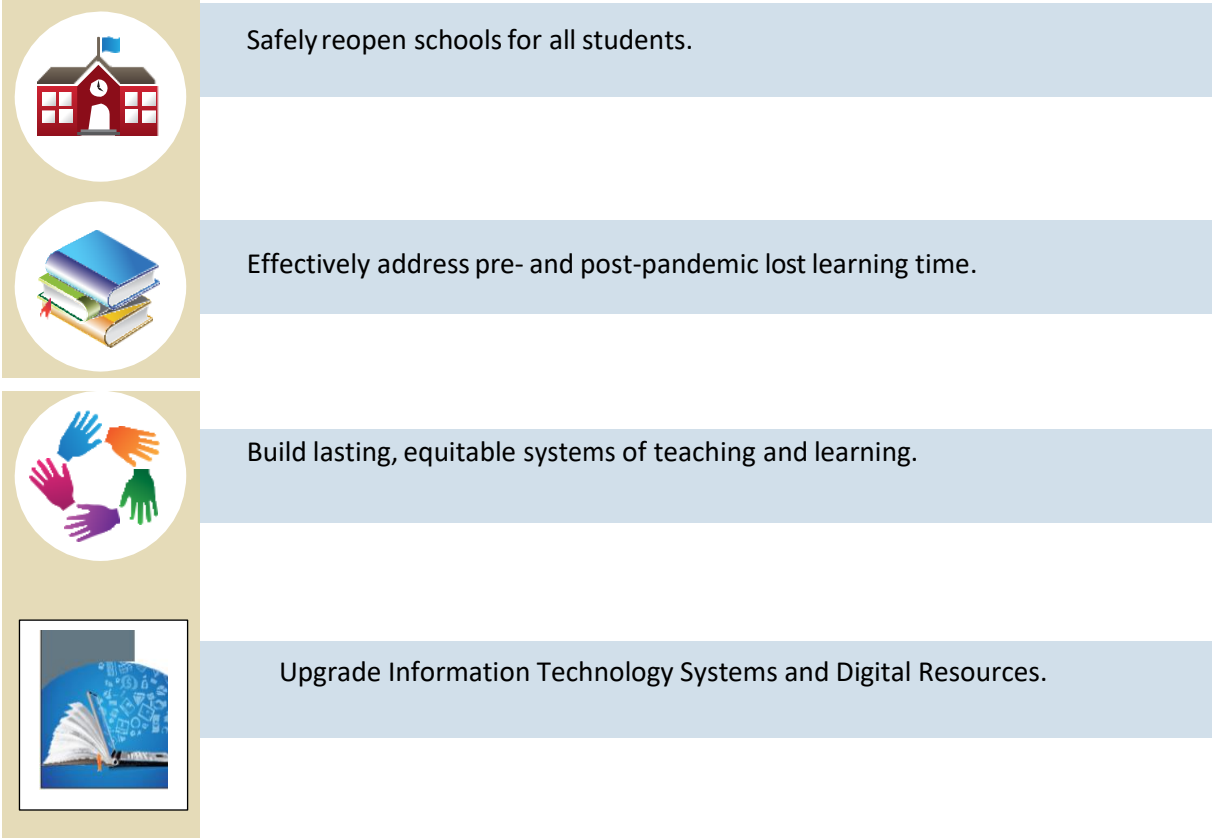 Safely reopen schools for all students.
Effectively address pre- and post-pandemic lost learning time.
Build lasting, equitable systems of teaching and learning.
Upgrade Information Technology Systems and Digital Resources.